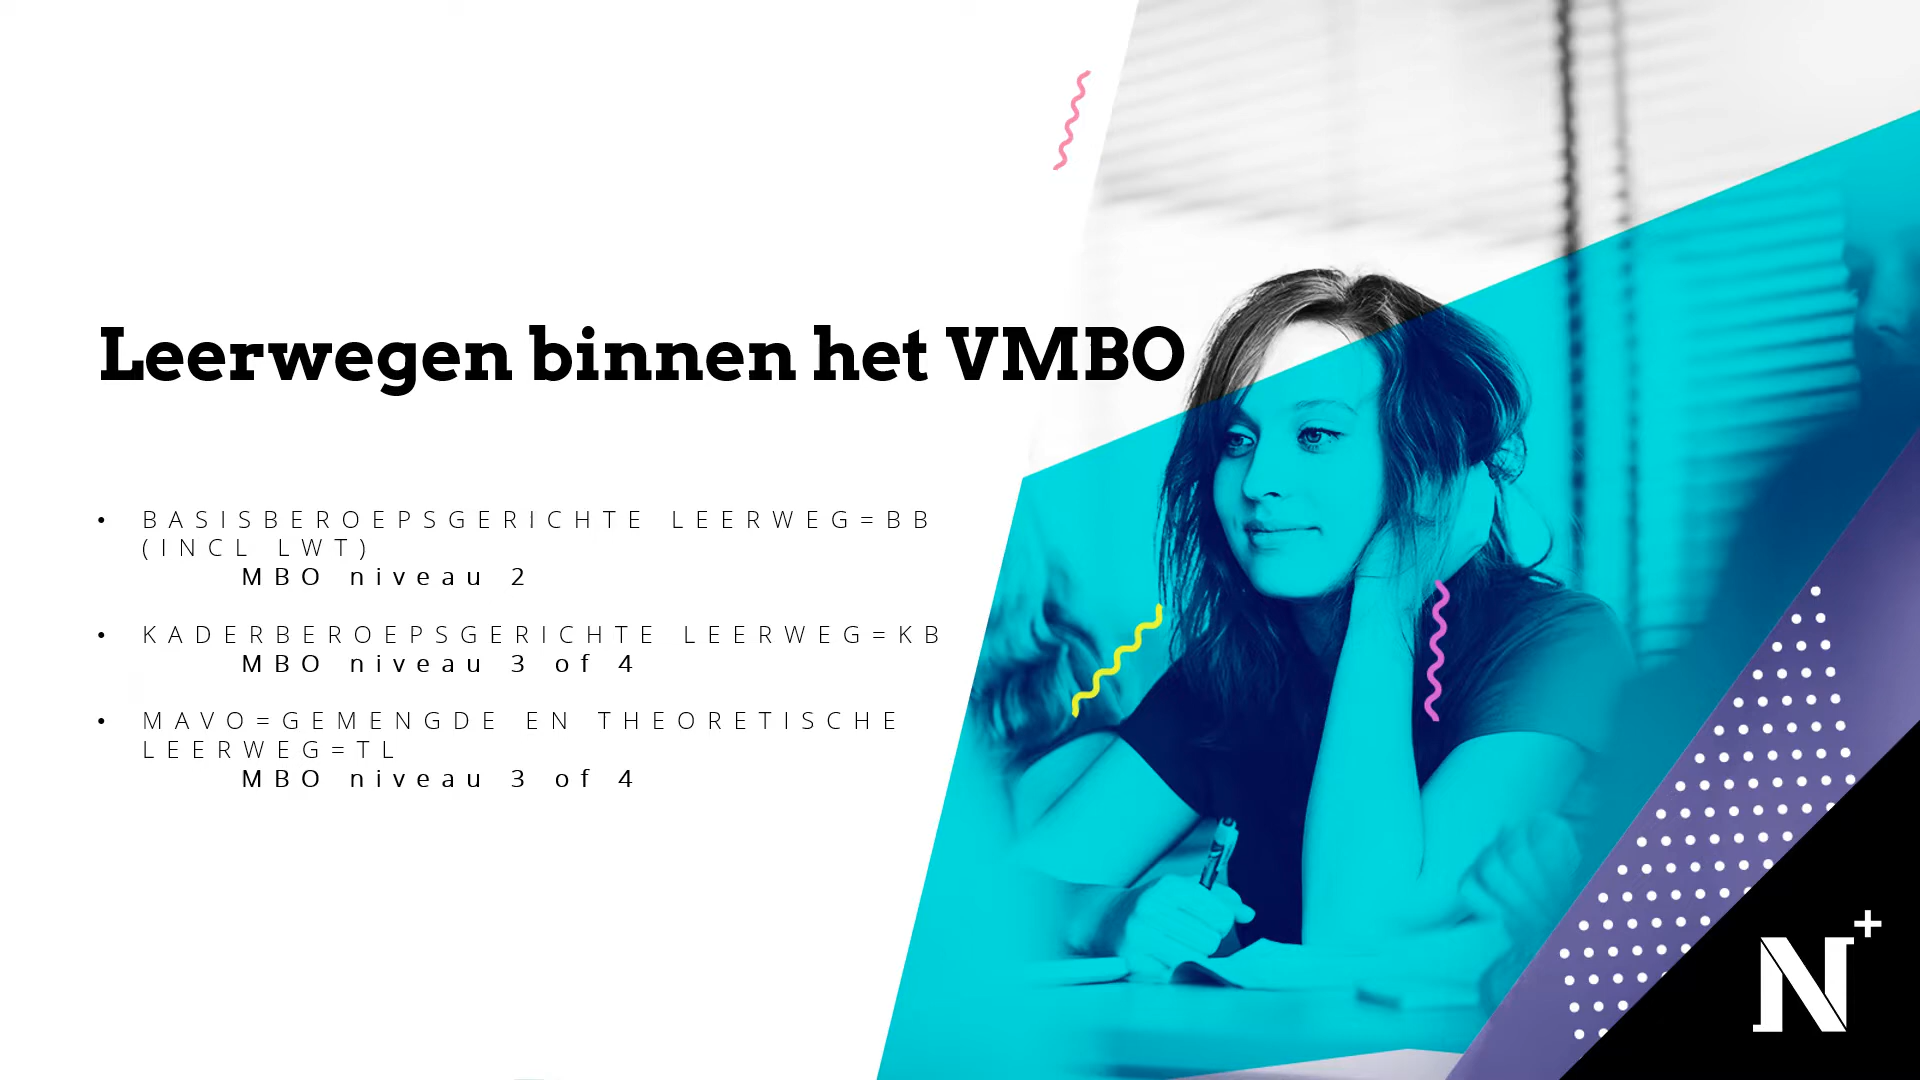 Leerwegen binnen het VMBO
• BASISBEROEPSGERICHTE LEERWEG=BB
(INCL LWT)
MBO niveau 2
• KADERBEROEPSGERICHTE LEERWEG=KB
MBO niveau 3 of 4
• MAVO=GEMENGDE EN THEORETISCHE
LEERWEG=TL
MBO niveau 3 of 4
N+